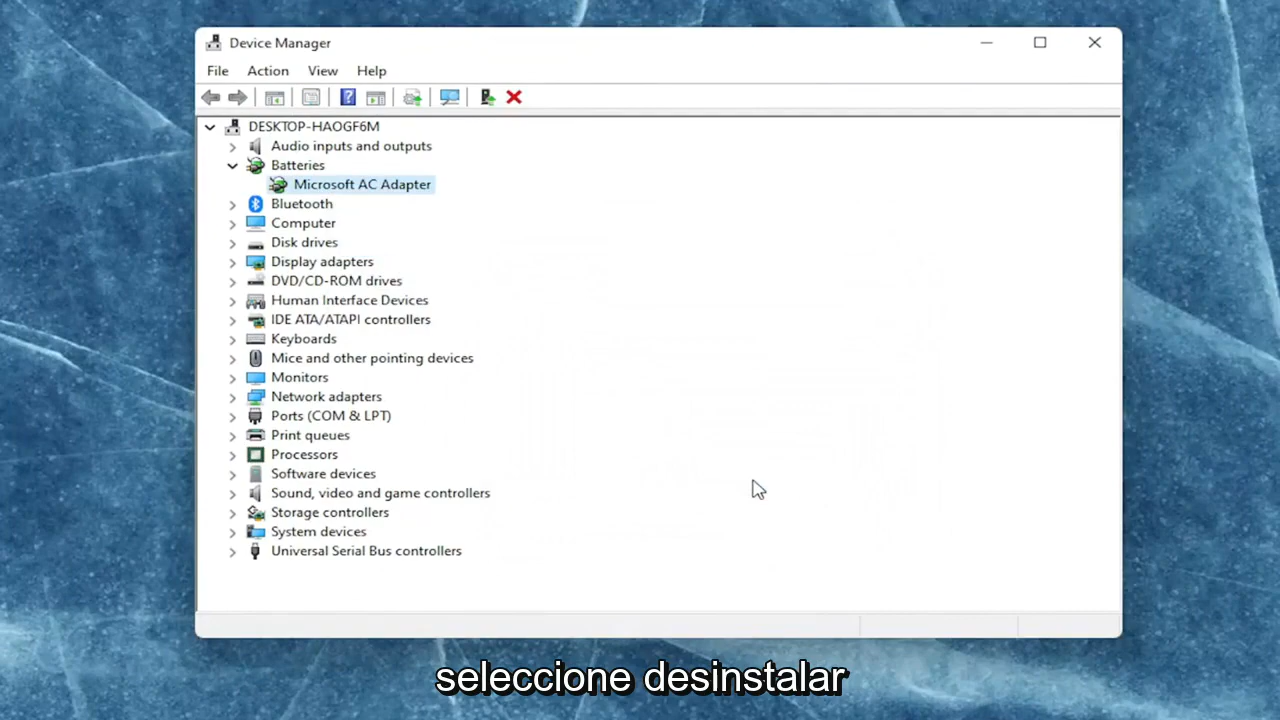 Device Manager
File Action View Help
DESKTOP-HAOGF6M
Audio inputs and outputs
Batteries
Microsoft AC Adapter
Bluetooth
Computer
Disk drives
Display adapters
DVD/CD-ROM drives
Human Interface Devices
IDE ATA/ATAPI controllers
Keyboards
Mice and other pointing devices
Monitors
Network adapters
Ports (COM & LPT)
Print queues
Processors
Software devices
Sound, video and game controllers
Storage controllers
System devices
Universal Serial Bus controllers
seleccione desinstalar